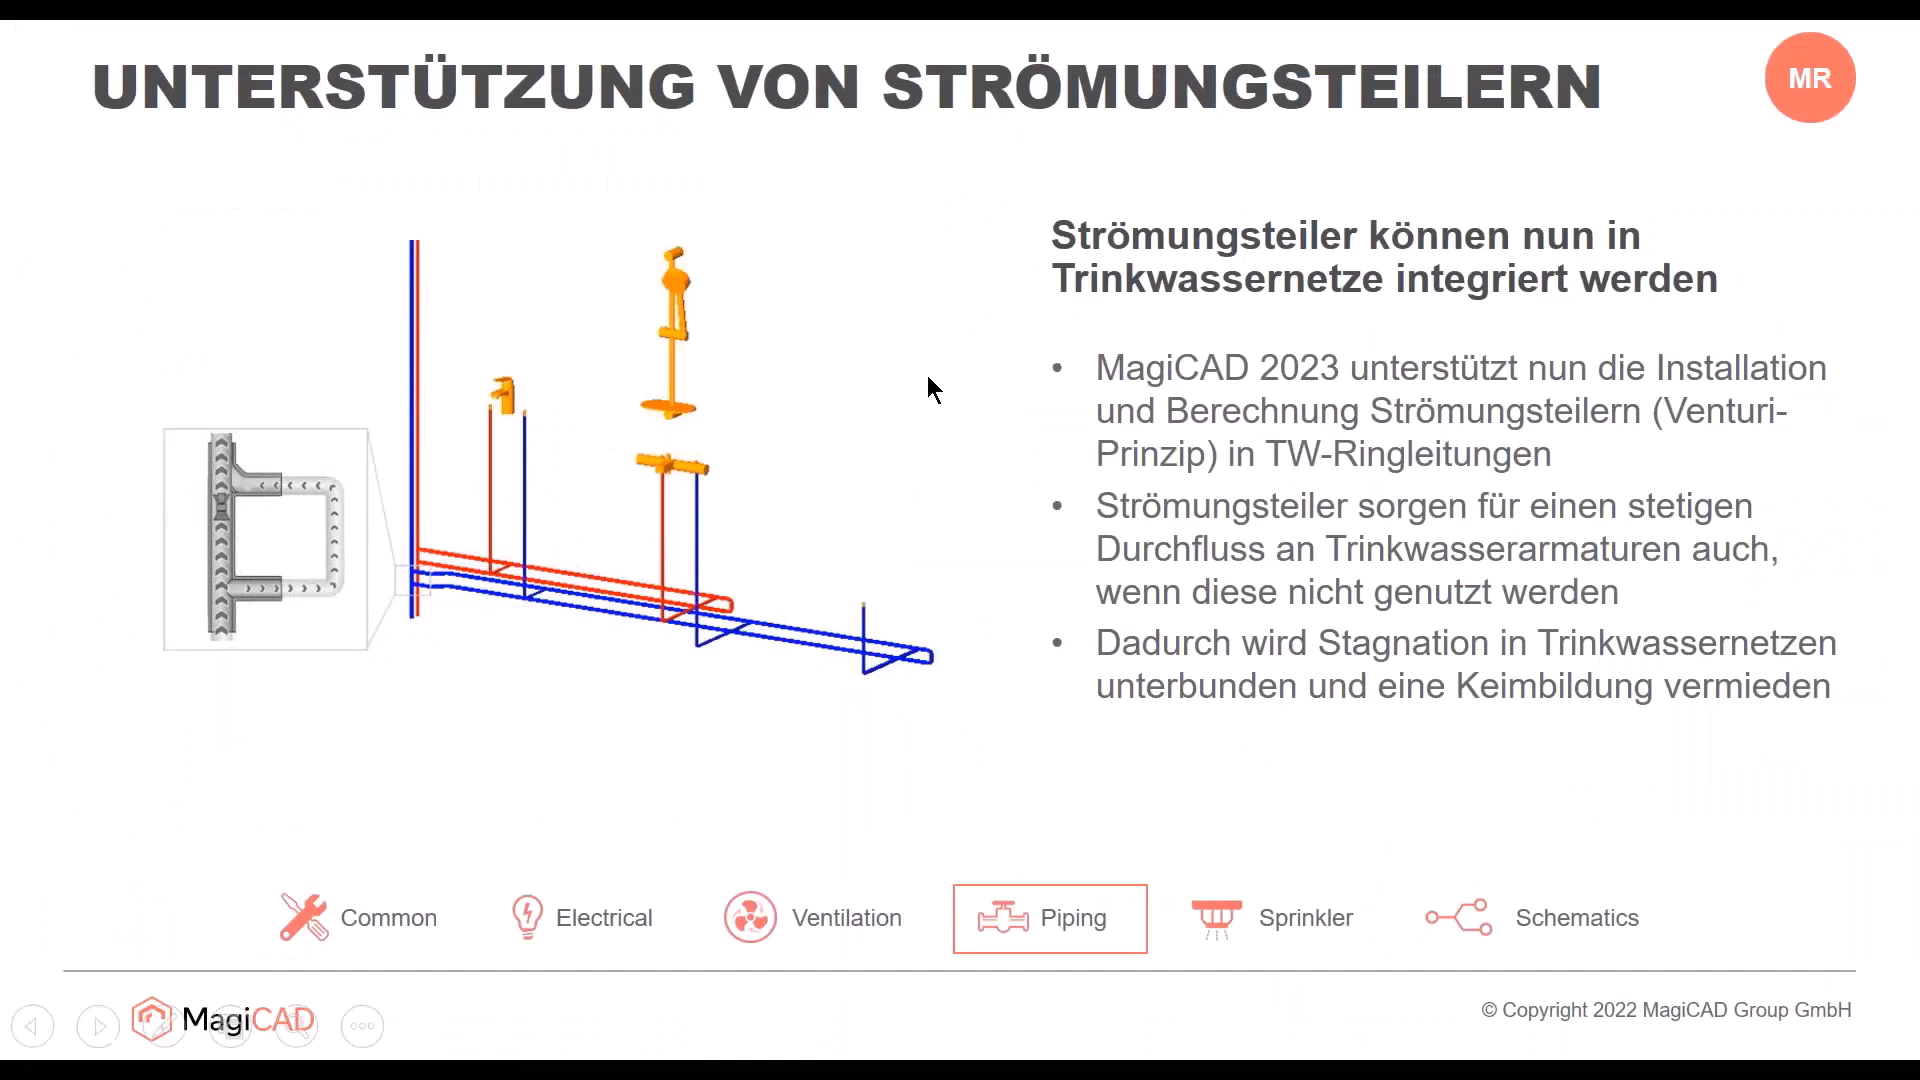 UNTERSTÜTZUNG VON STRÖMUNGSTEILERN
MR
Strömungsteiler können nun in
Trinkwassernetze integriert werden
• MagiCAD 2023 unterstützt nun die Installation
und Berechnung Strömungsteilern (Venturi-
Prinzip) in TW-Ringleitungen
• Strömungsteiler sorgen für einen stetigen
Durchfluss an Trinkwasserarmaturen auch,
wenn diese nicht genutzt werden
• Dadurch wird Stagnation in Trinkwassernetzen
unterbunden und eine Keimbildung vermieden
Common
Electrical
Ventilation
Piping
Sprinkler
Schematics
MagiCAD
© Copyright 2022 MagiCAD Group GmbH